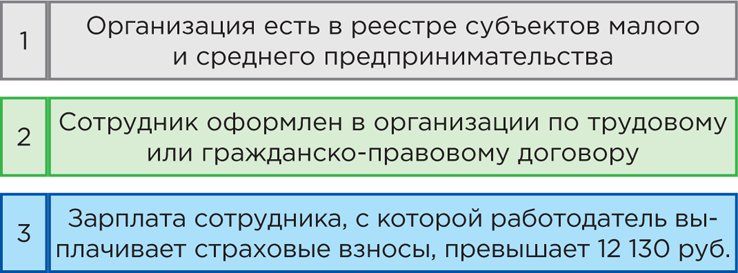 1
Организация есть в реестре субъектов малого
и среднего предпринимательства
2
Сотрудник оформлен в организации по трудовому
или гражданско-правовому договору
3
Зарплата сотрудника, с которой работодатель вы-
плачивает страховые взносы, превышает 12 130 руб.